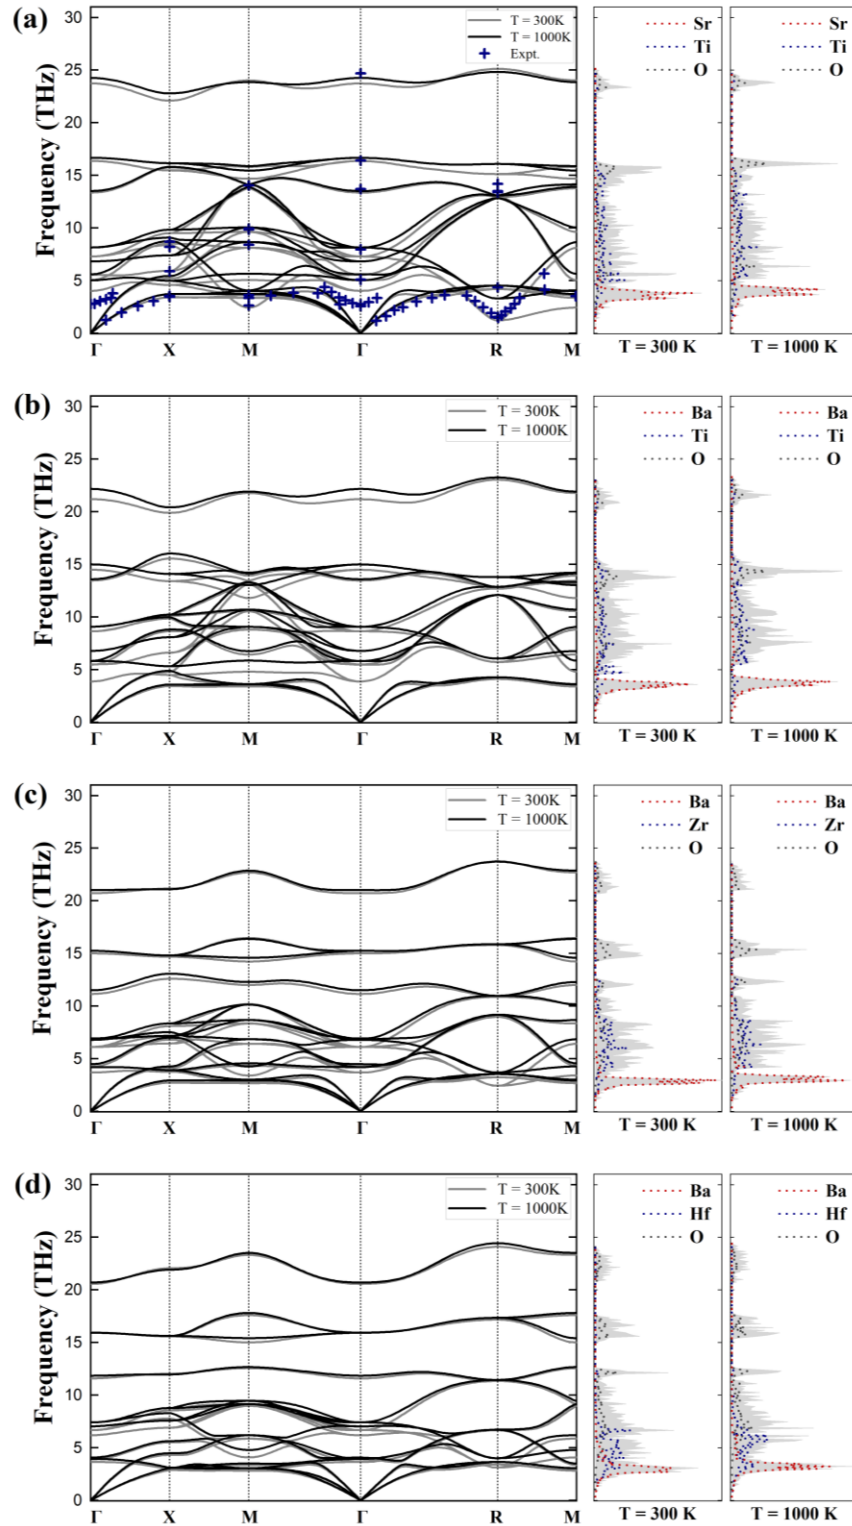 (a)
Frequency (THz)
30
25
20
15
10
5
0
Γ X M Γ R M
T = 300K
T = 1000K
Expt.
Sr
Ti
O
T = 300 K
Sr
Ti
O
T = 1000 K
(b)
Frequency (THz)
30
25
20
15
10
5
0
Γ X M Γ R M
T = 300K
T = 1000K
Ba
Ti
O
T = 300 K
Ba
Ti
O
T = 1000 K
(c)
Frequency (THz)
30
25
20
15
10
5
0
Γ X M Γ R M
T = 300K
T = 1000K
Ba
Zr
O
T = 300 K
Ba
Zr
O
T = 1000 K
(d)
Frequency (THz)
30
25
20
15
10
5
0
Γ X M Γ R M
T = 300K
T = 1000K
Ba
Hf
O
T = 300 K
Ba
Hf
O
T = 1000 K